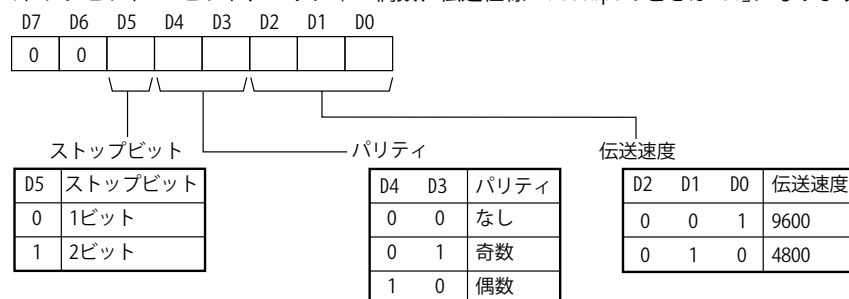 D7 D6 D5 D4 D3 D2 D1 D0
0 0
ストップビット
パリティ
伝送速度
D5 ストップビット
0 1ビット
1 2ビット
D4 D3 パリティ
0 0 なし
0 1 奇数
1 0 偶数
D2 D1 D0 伝送速度
0 0 1 9600
0 1 0 4800